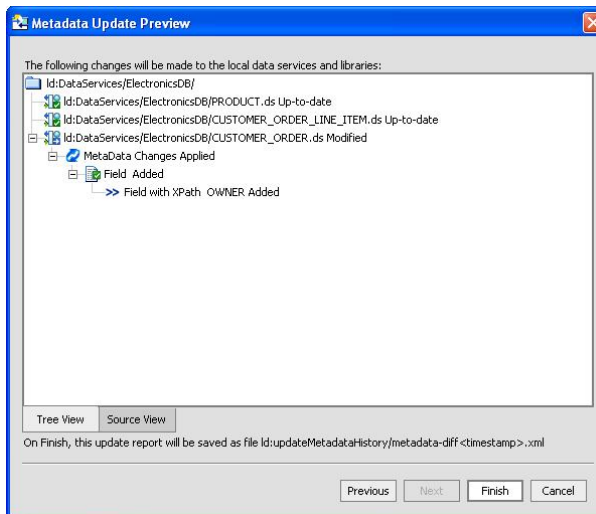 Metadata Update Preview
The following changes will be made to the local data services and libraries:
ld:DataServices/ElectronicsDB/
ld:DataServices/ElectronicsDB/PRODUCT.ds Up-to-date
ld:DataServices/ElectronicsDB/CUSTOMER_ORDER_LINE_ITEM.ds Up-to-date
ld:DataServices/ElectronicsDB/CUSTOMER_ORDER.ds Modified
MetaData Changes Applied
Field Added
>> Field with XPath OWNER Added
Tree View Source View
On Finish, this update report will be saved as file ld:updateMetadataHistory/metadata-diff<timestamp>.xml
Previous Next Finish Cancel